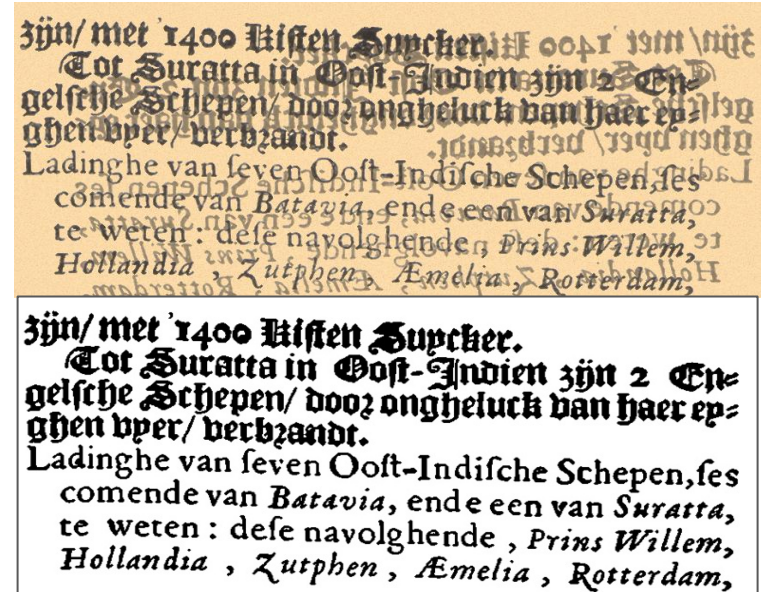 zijn/ met '1400 Kisten Suycker.
Tot Suratta in Oost-Indien zijn 2 En⸗
gelsche Schepen/ door ongheluck van haer ey⸗
ghen vyer/ verbrandt.
Ladinghe van ſeven Ooſt-Indiſche Schepen, ſes
comende van Batavia, ende een van Suratta,
te weten : deſe navolghende , Prins Willem,
Hollandia , Zutphen , Æmelia , Rotterdam,
zijn/ met '1400 Kiſten Suycker.
Tot Suratta in Ooſt-Indien zijn 2 En⸗
gelſche Schepen/ door ongheluck van haer ey⸗
ghen vyer/ verbrandt.
Ladinghe van ſeven Ooſt-Indiſche Schepen,ſes
comende van Batavia, ende een van Suratta,
te weten : deſe navolghende , Prins Willem,
Hollandia , Zutphen , Æmelia , Rotterdam,